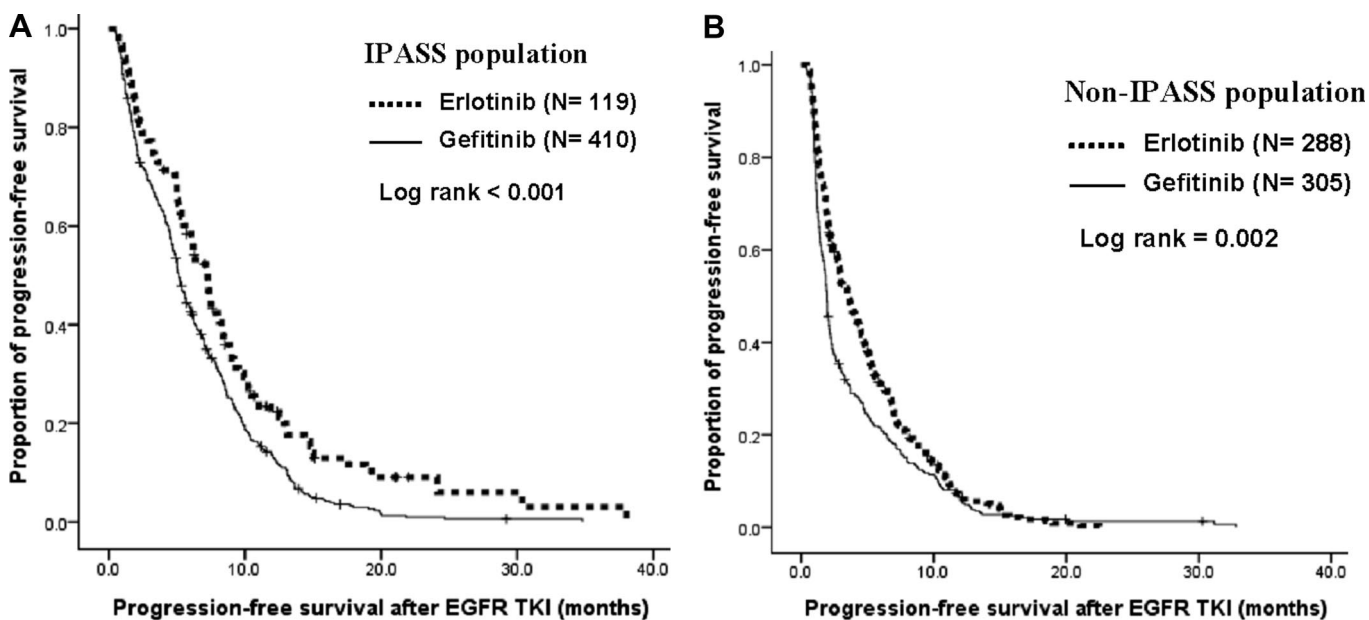 A
IPASS population
Erlotinib (N= 119)
Gefitinib (N= 410)
Log rank < 0.001
Proportion of progression-free survival
1.0
0.8
0.6
0.4
0.2
0.0
0.0 10.0 20.0 30.0 40.0
Progression-free survival after EGFR TKI (months)
B
Non-IPASS population
Erlotinib (N= 288)
Gefitinib (N= 305)
Log rank = 0.002
Proportion of progression-free survival
1.0
0.8
0.6
0.4
0.2
0.0
0.0 10.0 20.0 30.0 40.0
Progression-free survival after EGFR TKI (months)